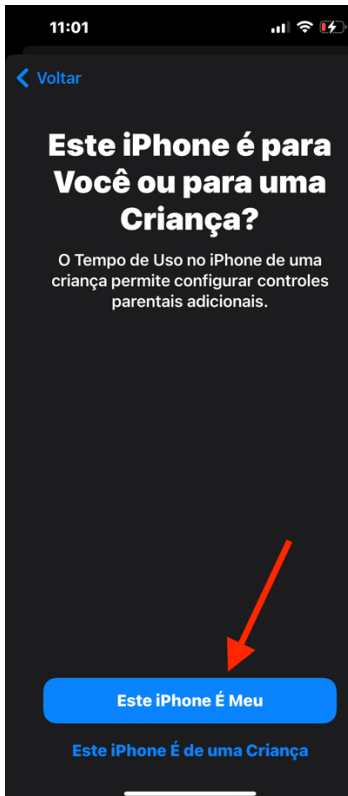 11:01
Voltar
Este iPhone é para
Você ou para uma
Criança?
O Tempo de Uso no iPhone de uma
criança permite configurar controles
parentais adicionais.
Este iPhone É Meu
Este iPhone É de uma Criança